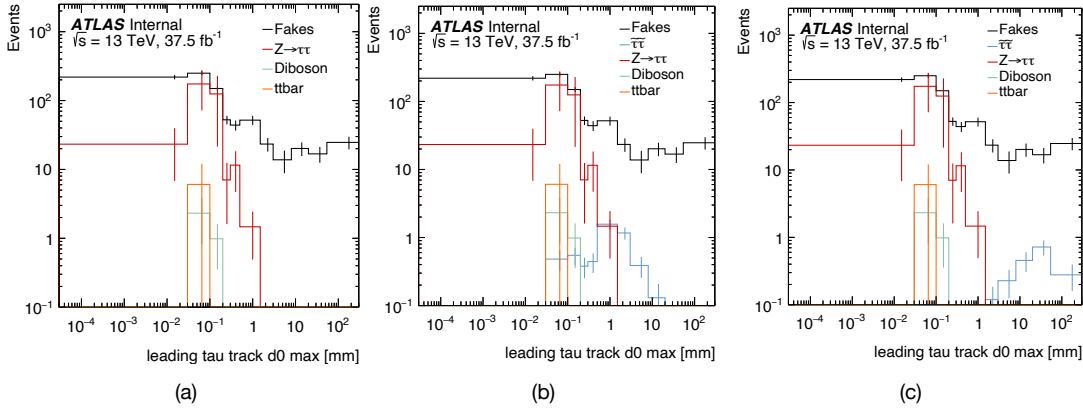 Events
ATLAS Internal
√s = 13 TeV, 37.5 fb⁻¹
Fakes
Z→ττ
Diboson
ttbar
10³
10²
10
1
10⁻¹
10⁻⁴ 10⁻³ 10⁻² 10⁻¹ 1 10 10²
leading tau track d0 max [mm]
(a)
Events
ATLAS Internal
√s = 13 TeV, 37.5 fb⁻¹
Fakes
τ̃τ̃
Z→ττ
Diboson
ttbar
10³
10²
10
1
10⁻¹
10⁻⁴ 10⁻³ 10⁻² 10⁻¹ 1 10 10²
leading tau track d0 max [mm]
(b)
Events
ATLAS Internal
√s = 13 TeV, 37.5 fb⁻¹
Fakes
τ̃τ̃
Z→ττ
Diboson
ttbar
10³
10²
10
1
10⁻¹
10⁻⁴ 10⁻³ 10⁻² 10⁻¹ 1 10 10²
leading tau track d0 max [mm]
(c)